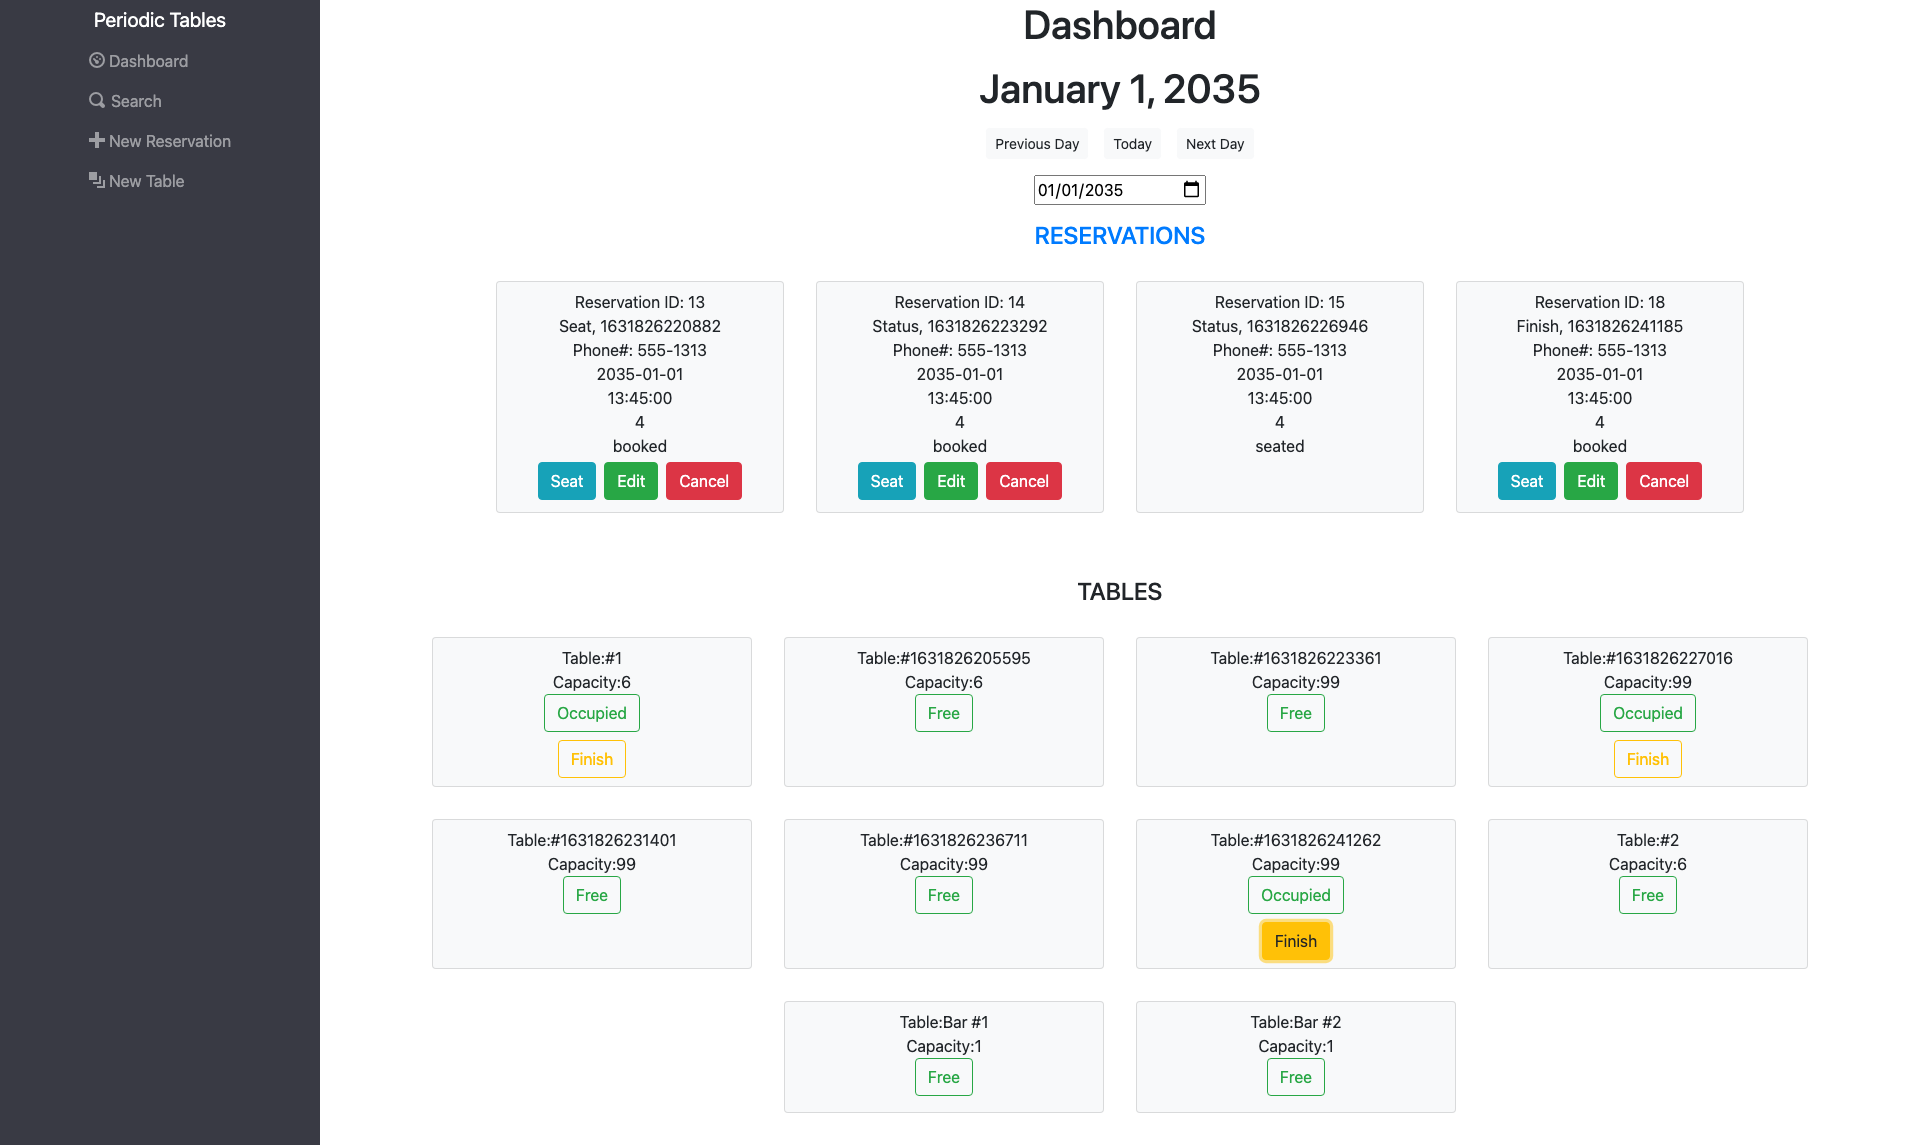 Periodic Tables
Dashboard
Search
New Reservation
New Table
Dashboard
January 1, 2035
Previous Day Today Next Day
01/01/2035
RESERVATIONS
Reservation ID: 13
Seat, 1631826220882
Phone#: 555-1313
2035-01-01
13:45:00
4
booked
Seat Edit Cancel
Reservation ID: 14
Status, 1631826223292
Phone#: 555-1313
2035-01-01
13:45:00
4
booked
Seat Edit Cancel
Reservation ID: 15
Status, 1631826226946
Phone#: 555-1313
2035-01-01
13:45:00
4
seated
Reservation ID: 18
Finish, 1631826241185
Phone#: 555-1313
2035-01-01
13:45:00
4
booked
Seat Edit Cancel
TABLES
Table:#1
Capacity:6
Occupied
Finish
Table:#1631826205595
Capacity:6
Free
Table:#1631826223361
Capacity:99
Free
Table:#1631826227016
Capacity:99
Occupied
Finish
Table:#1631826231401
Capacity:99
Free
Table:#1631826236711
Capacity:99
Free
Table:#1631826241262
Capacity:99
Occupied
Finish
Table:#2
Capacity:6
Free
Table:Bar #1
Capacity:1
Free
Table:Bar #2
Capacity:1
Free